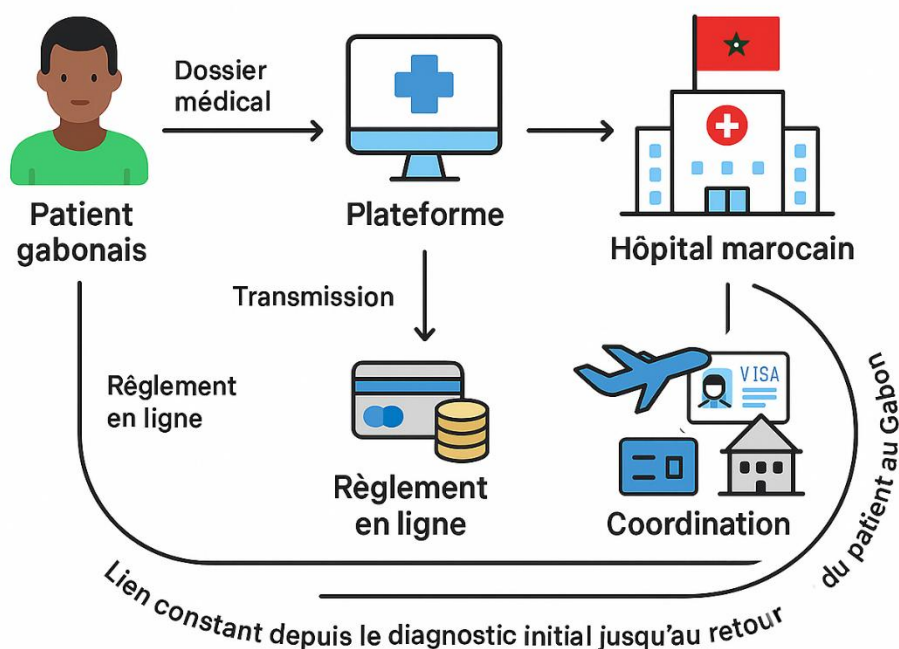 Dossier
médical
Patient
gabonais
Plateforme
Hôpital marocain
Transmission
Rêglement
en ligne
Règlement
en ligne
VISA
Coordination
Lien constant depuis le diagnostic initial jusqu'au retour
du patient au Gabon